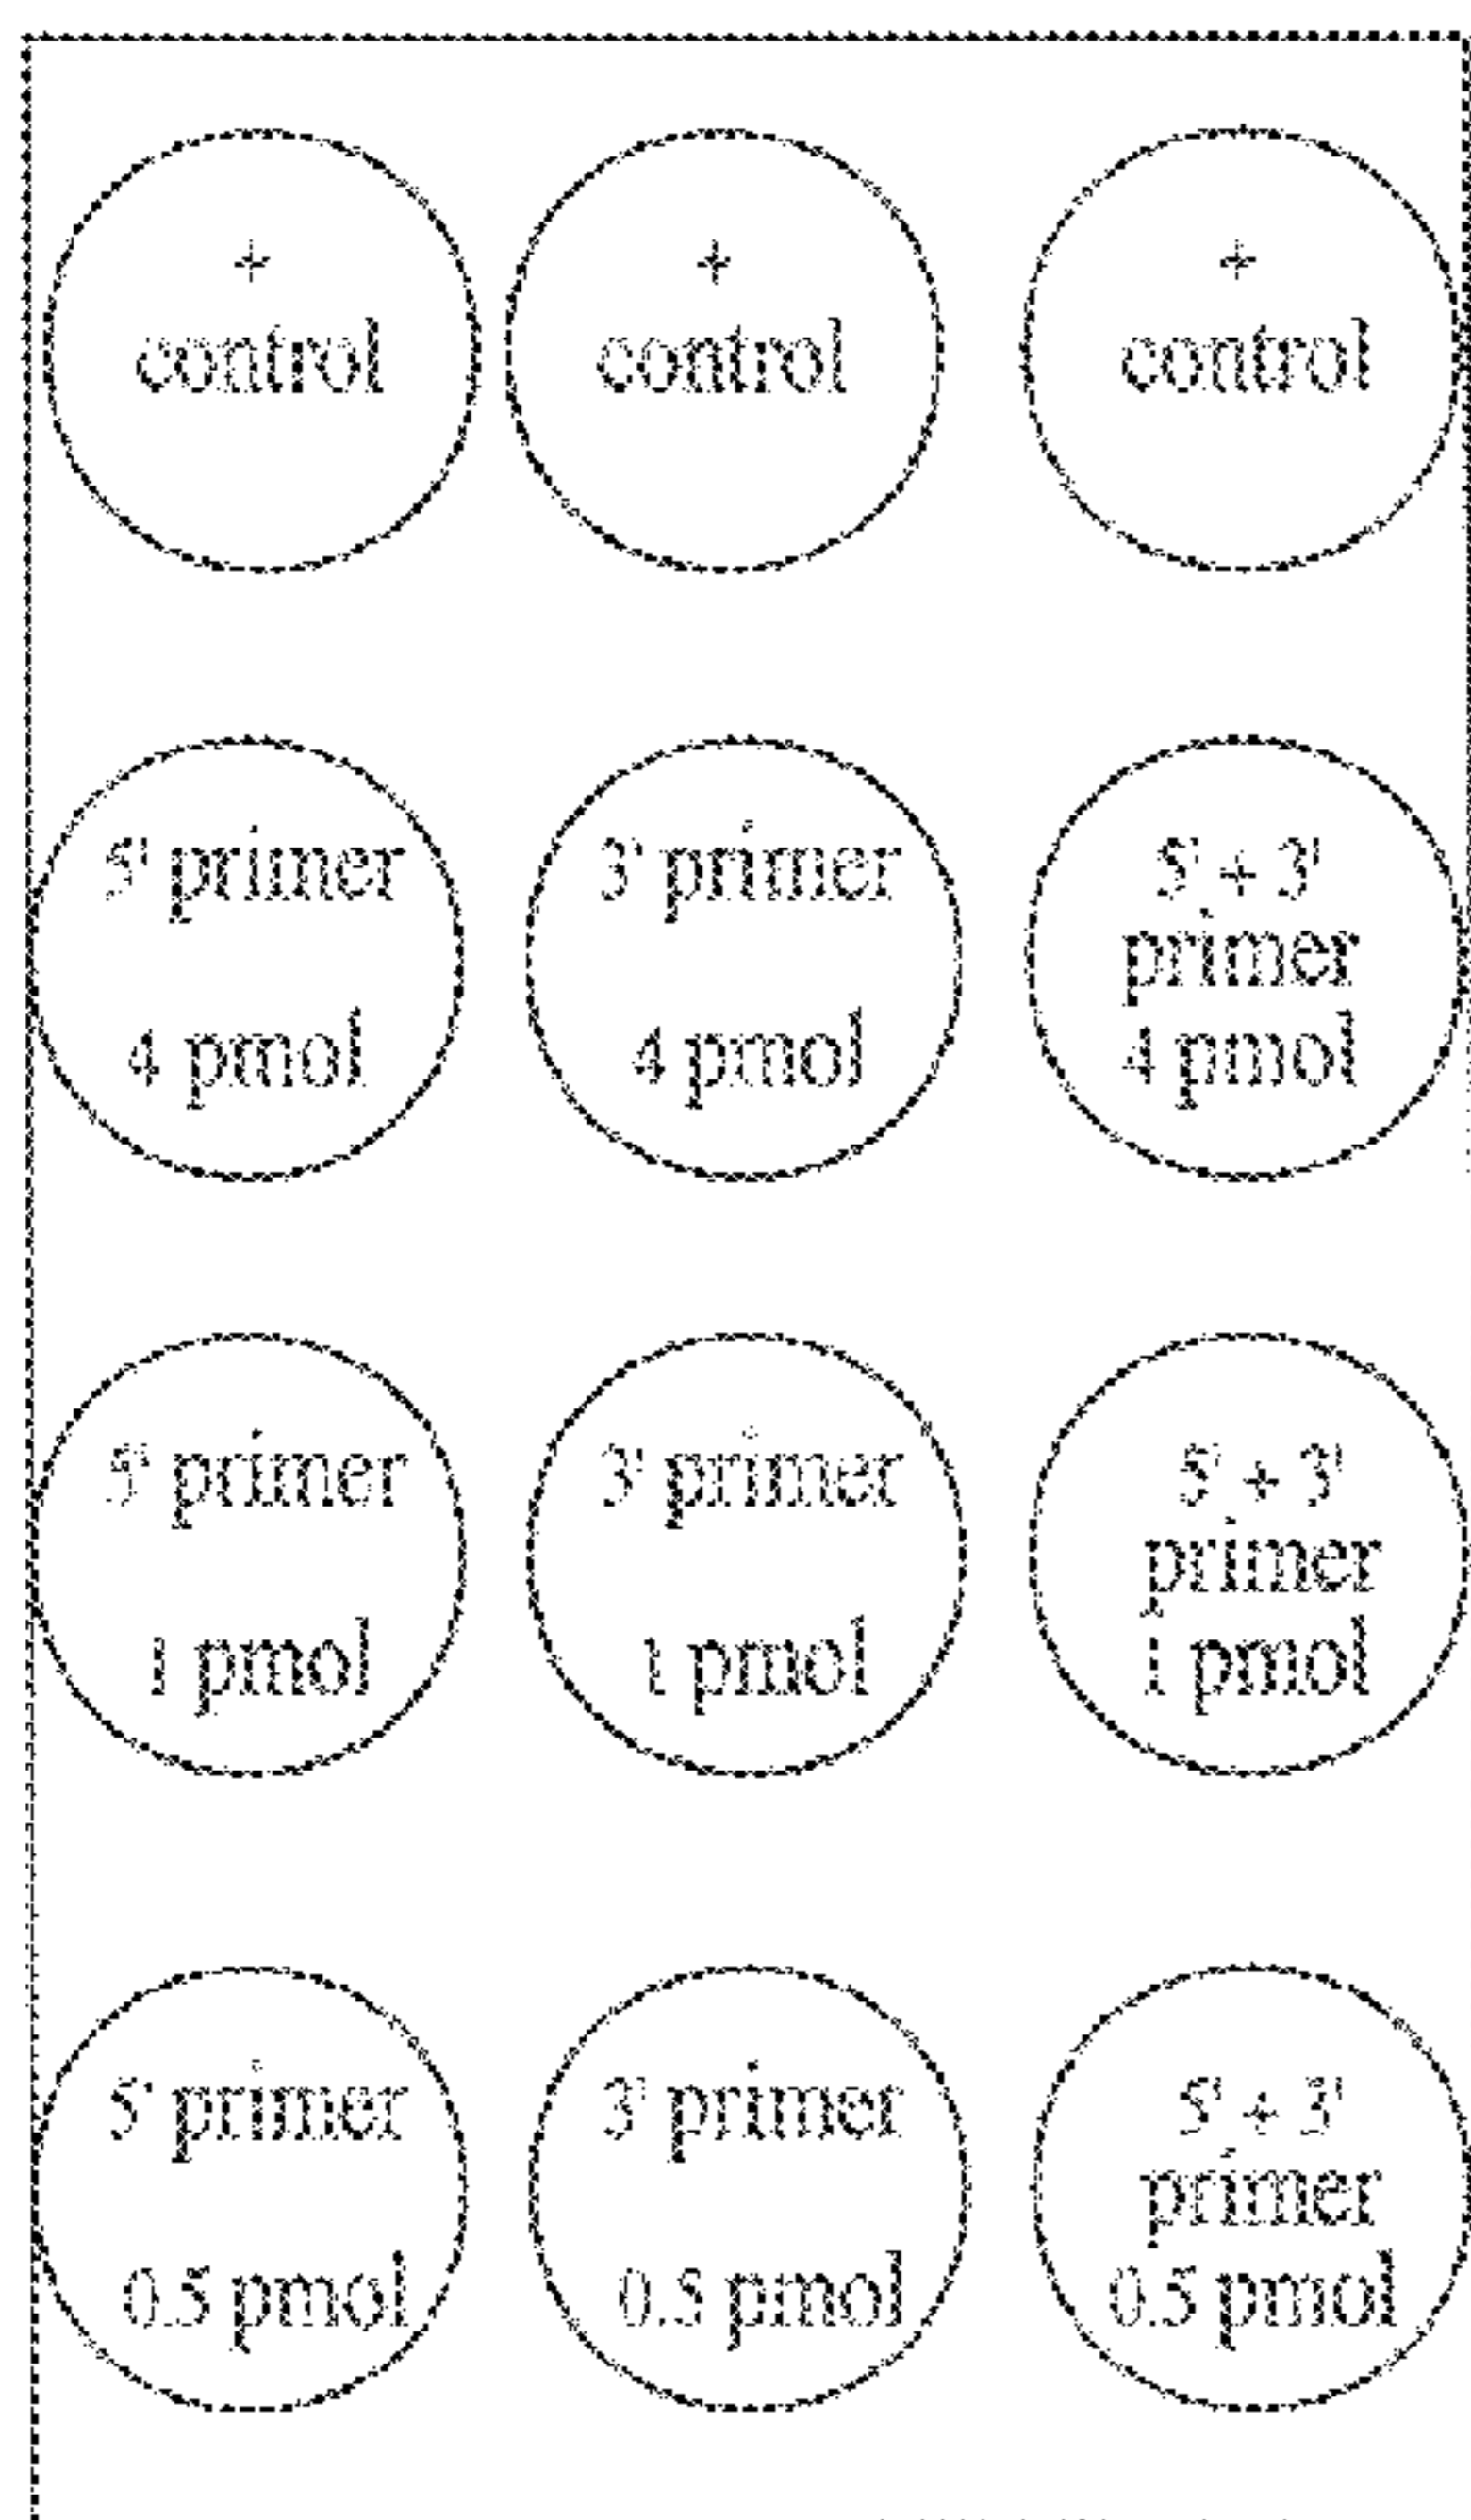 +
control
+
control
+
control
5' primer
4 pmol
3' primer
4 pmol
5' + 3'
primer
4 pmol
5' primer
1 pmol
3' primer
1 pmol
5' + 3'
primer
1 pmol
5' primer
0.5 pmol
3' primer
0.5 pmol
5' + 3'
primer
0.5 pmol